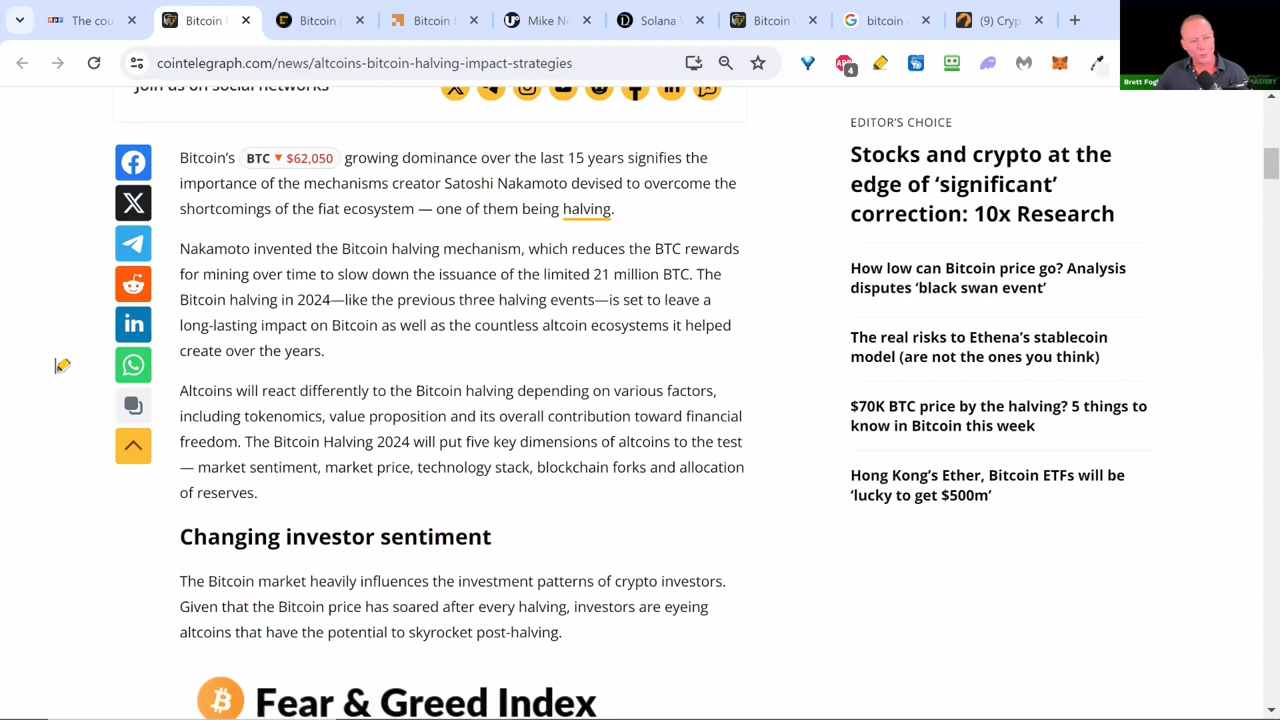 The cou
Bitcoin
Bitcoin
Bitcoin
Mike N
Solana
Bitcoin
bitcoin
(9) Cryp
cointelegraph.com/news/altcoins-bitcoin-halving-impact-strategies
4
Brett Fog
Join us on social networks
Bitcoin's BTC ▼ $62,050 growing dominance over the last 15 years signifies the
importance of the mechanisms creator Satoshi Nakamoto devised to overcome the
shortcomings of the fiat ecosystem — one of them being halving.
Nakamoto invented the Bitcoin halving mechanism, which reduces the BTC rewards
for mining over time to slow down the issuance of the limited 21 million BTC. The
Bitcoin halving in 2024—like the previous three halving events—is set to leave a
long-lasting impact on Bitcoin as well as the countless altcoin ecosystems it helped
create over the years.
Altcoins will react differently to the Bitcoin halving depending on various factors,
including tokenomics, value proposition and its overall contribution toward financial
freedom. The Bitcoin Halving 2024 will put five key dimensions of altcoins to the test
— market sentiment, market price, technology stack, blockchain forks and allocation
of reserves.
Changing investor sentiment
The Bitcoin market heavily influences the investment patterns of crypto investors.
Given that the Bitcoin price has soared after every halving, investors are eyeing
altcoins that have the potential to skyrocket post-halving.
Fear & Greed Index
EDITOR'S CHOICE
Stocks and crypto at the
edge of ‘significant’
correction: 10x Research
How low can Bitcoin price go? Analysis
disputes ‘black swan event’
The real risks to Ethena’s stablecoin
model (are not the ones you think)
$70K BTC price by the halving? 5 things to
know in Bitcoin this week
Hong Kong’s Ether, Bitcoin ETFs will be
‘lucky to get $500m’